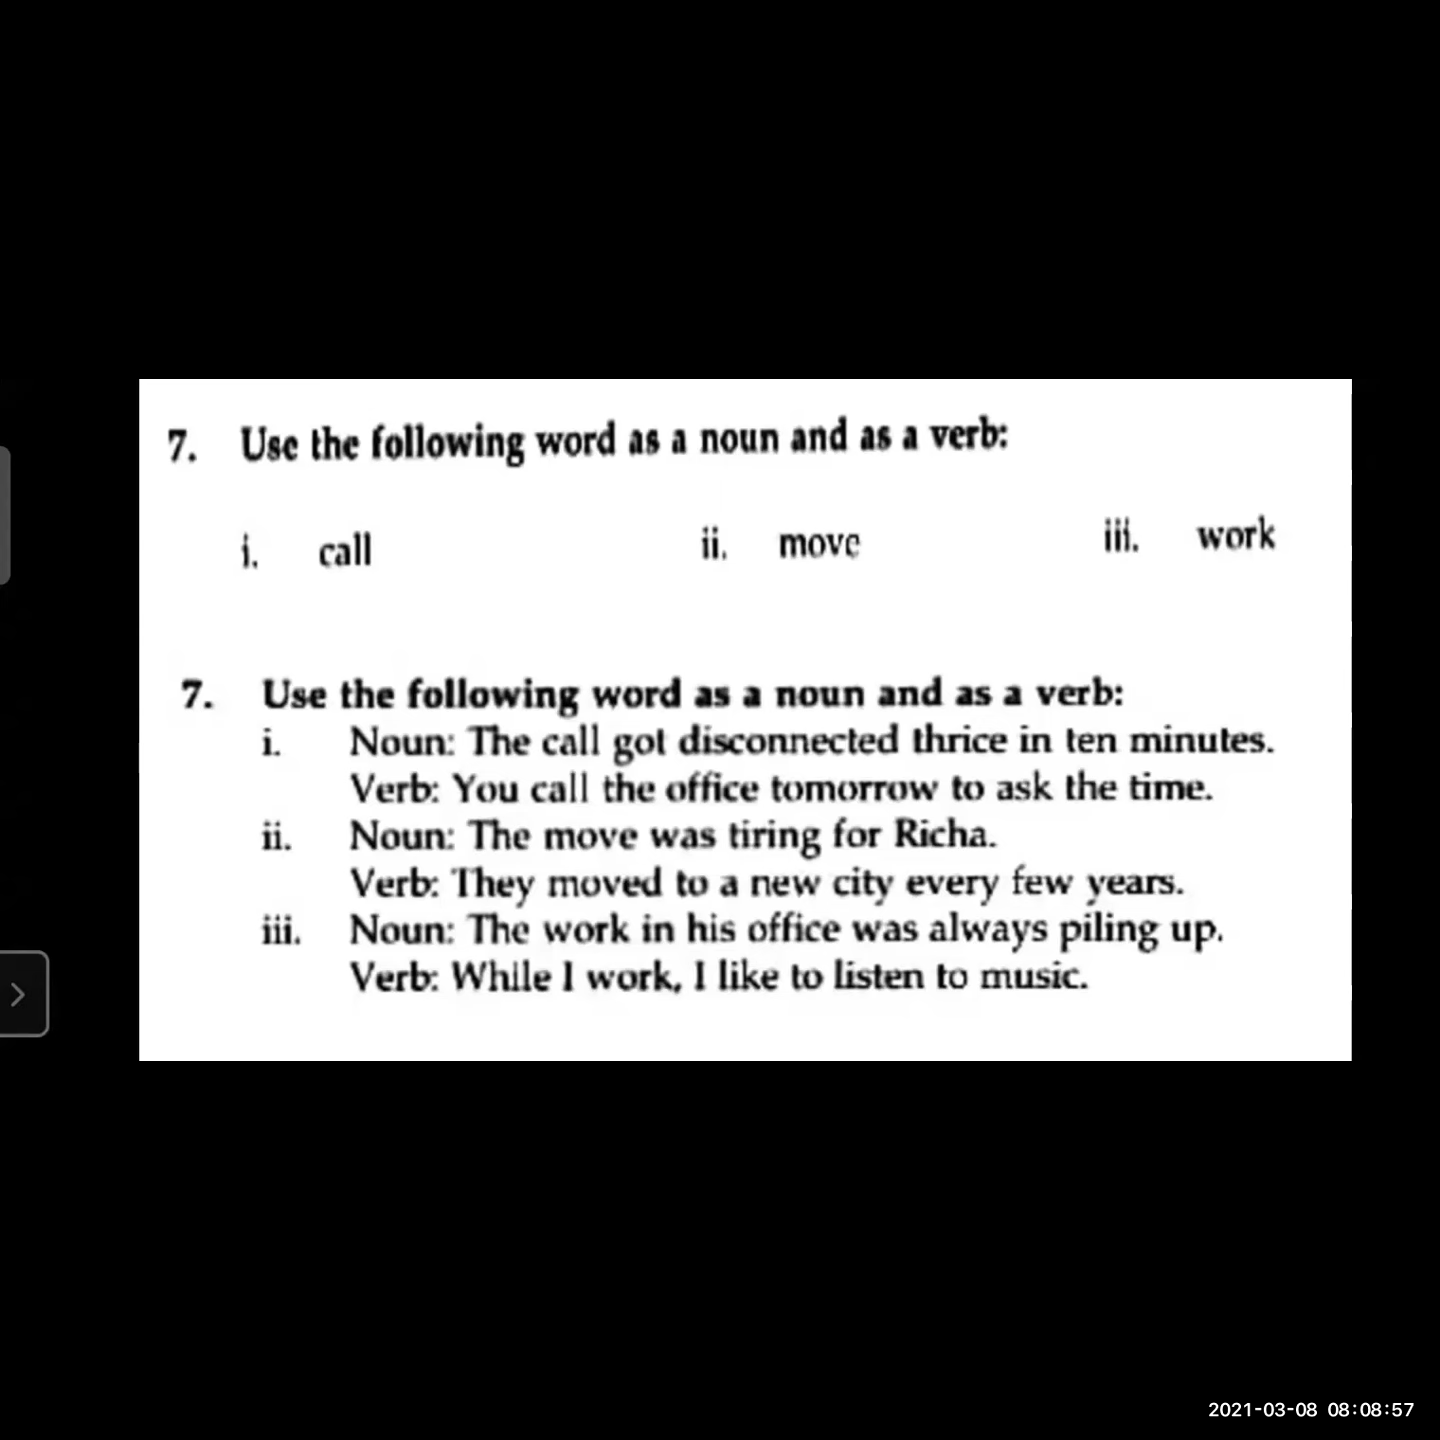 7. Use the following word as a noun and as a verb:
i. call ii. move iii. work
7. Use the following word as a noun and as a verb:
i. Noun: The call got disconnected thrice in ten minutes.
Verb: You call the office tomorrow to ask the time.
ii. Noun: The move was tiring for Richa.
Verb: They moved to a new city every few years.
iii. Noun: The work in his office was always piling up.
Verb: While I work, I like to listen to music.
2021-03-08 08:08:57